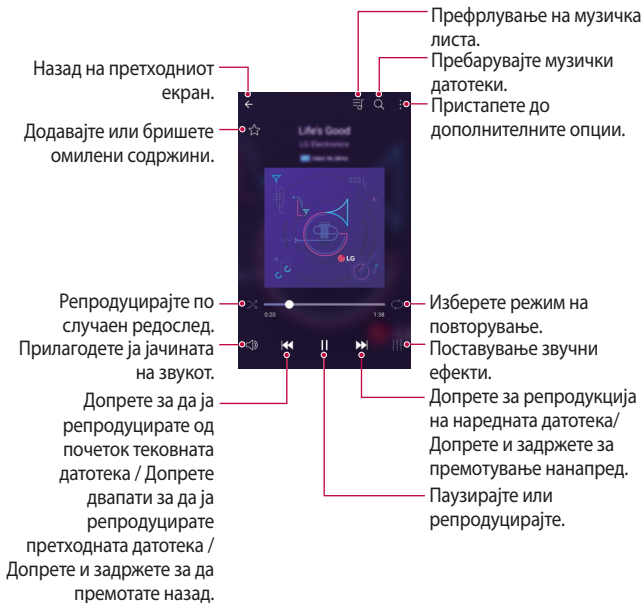 Префрлување на музичка
листа.
Назад на претходниот
екран.
Пребарувајте музички
датотеки.
Пристапете до
дополнителните опции.
Додавајте или бришете
омилени содржини.
Life's Good
LG Electronics
LG
0:20
1:38
Репродуцирајте по
случаен редослед.
Изберете режим на
повторување.
Прилагодете ја јачината
на звукот.
Поставување звучни
ефекти.
Допрете за да ја
репродуцирате од
почеток тековната
датотека / Допрете
двапати за да ја
репродуцирате
претходната датотека /
Допрете и задржете за да
премотате назад.
Допрете за репродукција
на наредната датотека/
Допрете и задржете за
премотување нанапред.
Паузирајте или
репродуцирајте.